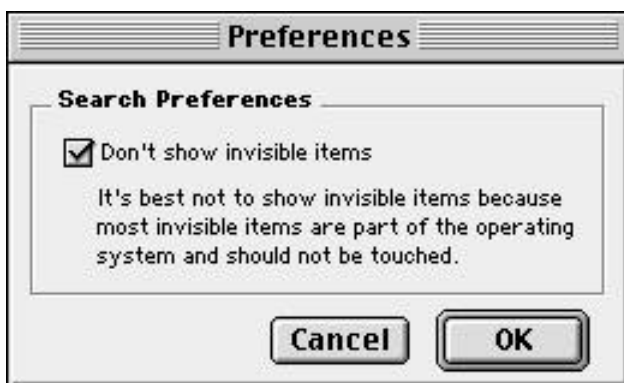 Preferences
Search Preferences
Don't show invisible items
It's best not to show invisible items because
most invisible items are part of the operating
system and should not be touched.
Cancel
OK